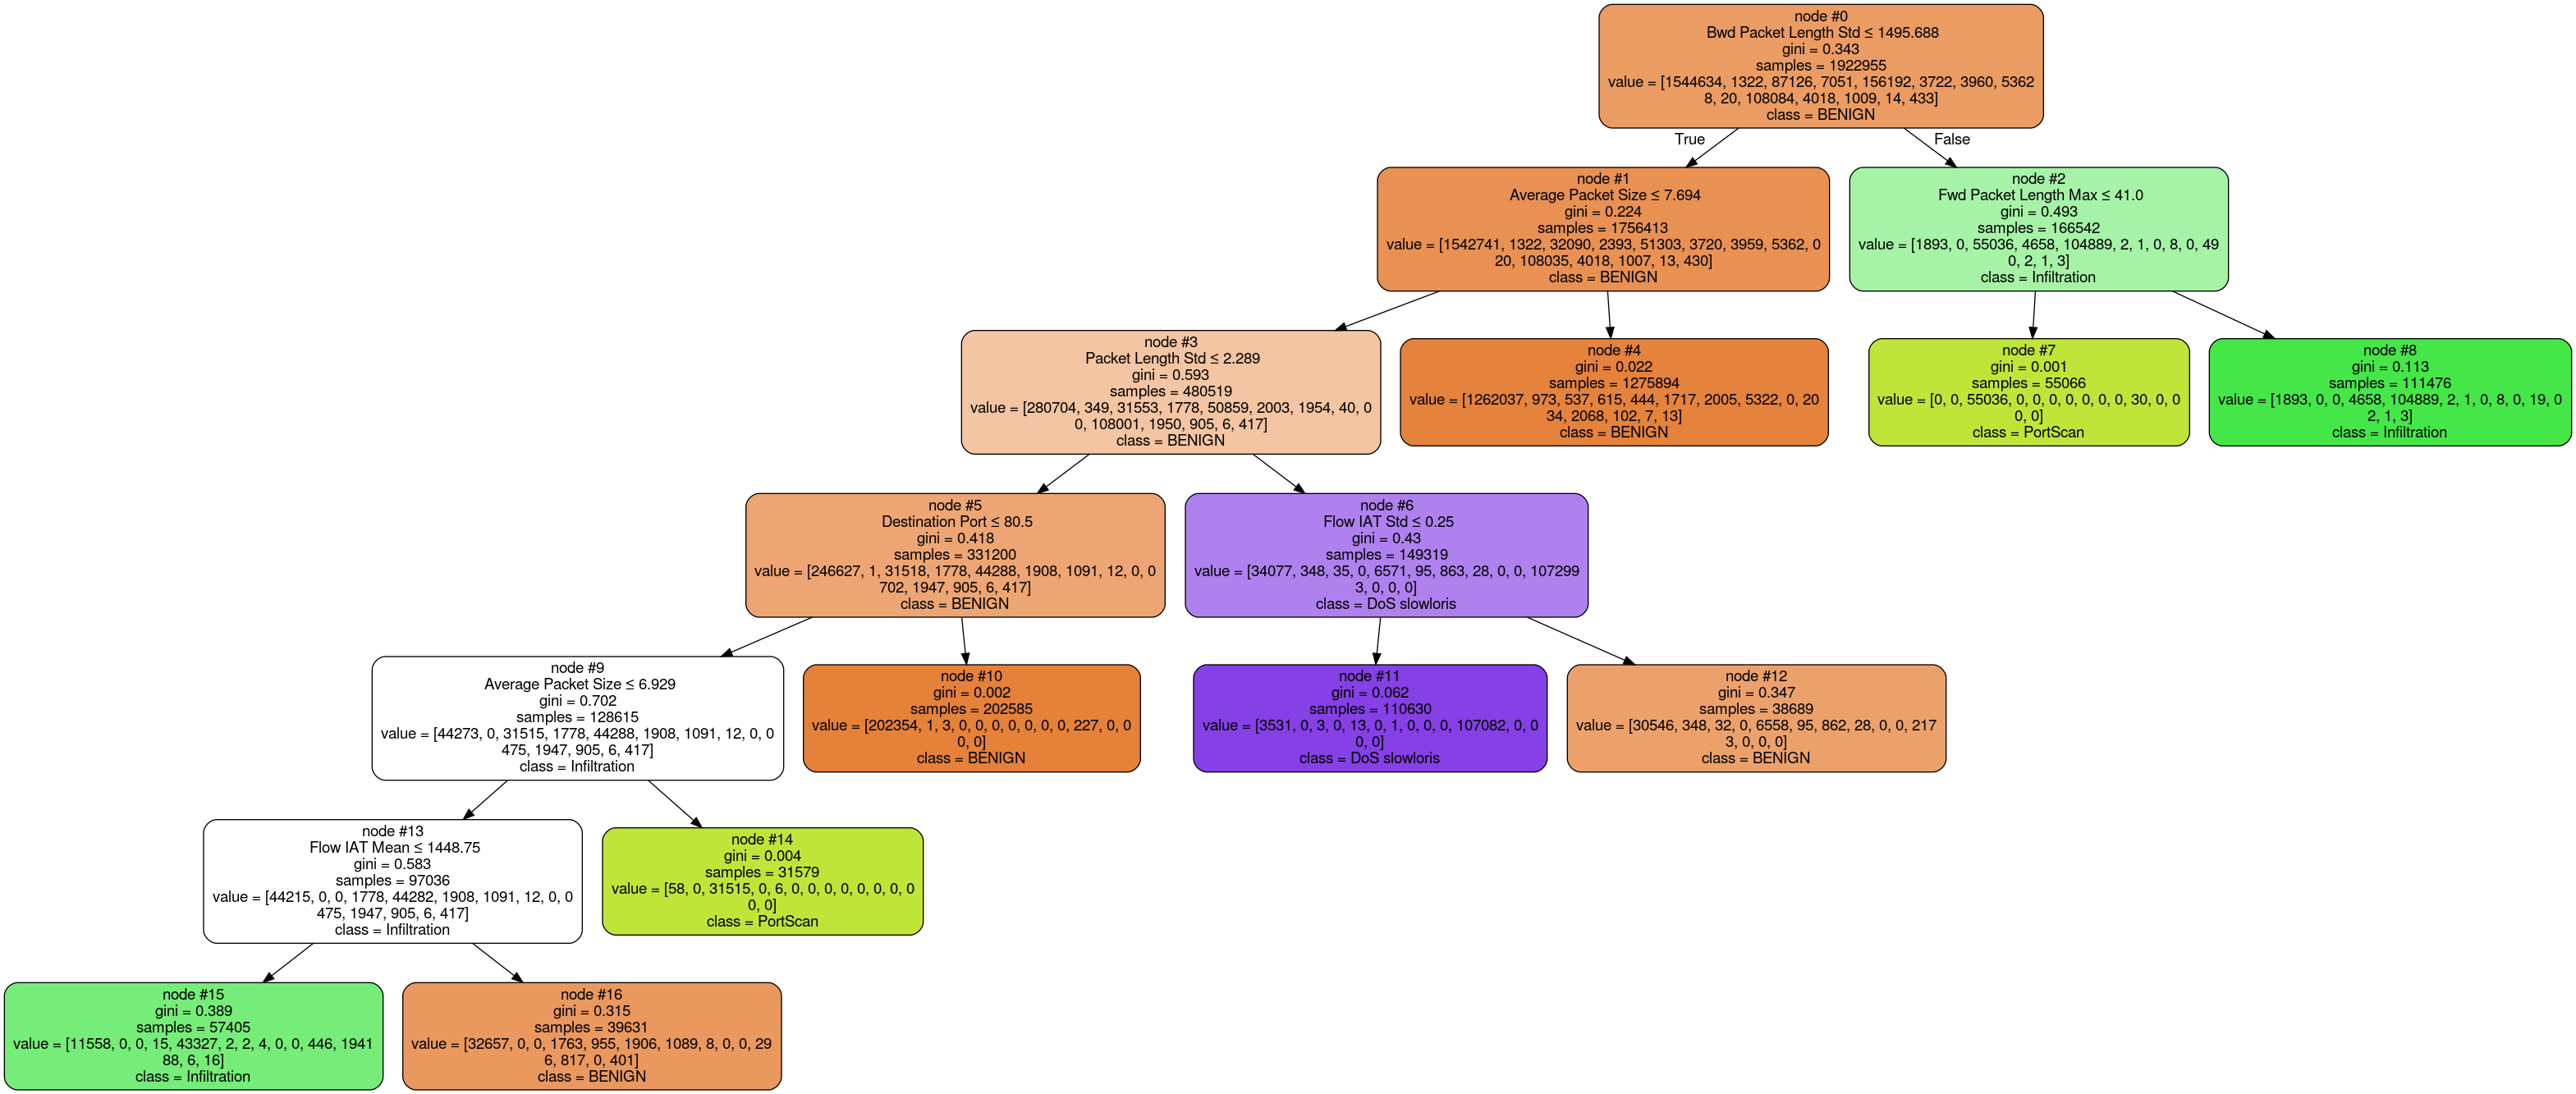 node #0
Bwd Packet Length Std ≤ 1495.688
gini = 0.343
samples = 1922955
value = [1544634, 1322, 87126, 7051, 156192, 3722, 3960, 5362
8, 20, 108084, 4018, 1009, 14, 433]
class = BENIGN
True
False
node #1
Average Packet Size ≤ 7.694
gini = 0.224
samples = 1756413
value = [1542741, 1322, 32090, 2393, 51303, 3720, 3959, 5362, 0
20, 108035, 4018, 1007, 13, 430]
class = BENIGN
node #2
Fwd Packet Length Max ≤ 41.0
gini = 0.493
samples = 166542
value = [1893, 0, 55036, 4658, 104889, 2, 1, 0, 8, 0, 49
0, 2, 1, 3]
class = Infiltration
node #3
Packet Length Std ≤ 2.289
gini = 0.593
samples = 480519
value = [280704, 349, 31553, 1778, 50859, 2003, 1954, 40, 0
0, 108001, 1950, 905, 6, 417]
class = BENIGN
node #4
gini = 0.022
samples = 1275894
value = [1262037, 973, 537, 615, 444, 1717, 2005, 5322, 0, 20
34, 2068, 102, 7, 13]
class = BENIGN
node #7
gini = 0.001
samples = 55066
value = [0, 0, 55036, 0, 0, 0, 0, 0, 0, 0, 30, 0, 0
0, 0]
class = PortScan
node #8
gini = 0.113
samples = 111476
value = [1893, 0, 0, 4658, 104889, 2, 1, 0, 8, 0, 19, 0
2, 1, 3]
class = Infiltration
node #5
Destination Port ≤ 80.5
gini = 0.418
samples = 331200
value = [246627, 1, 31518, 1778, 44288, 1908, 1091, 12, 0, 0
702, 1947, 905, 6, 417]
class = BENIGN
node #6
Flow IAT Std ≤ 0.25
gini = 0.43
samples = 149319
value = [34077, 348, 35, 0, 6571, 95, 863, 28, 0, 0, 107299
3, 0, 0, 0]
class = DoS slowloris
node #9
Average Packet Size ≤ 6.929
gini = 0.702
samples = 128615
value = [44273, 0, 31515, 1778, 44288, 1908, 1091, 12, 0, 0
475, 1947, 905, 6, 417]
class = Infiltration
node #10
gini = 0.002
samples = 202585
value = [202354, 1, 3, 0, 0, 0, 0, 0, 0, 0, 227, 0, 0
0, 0]
class = BENIGN
node #11
gini = 0.062
samples = 110630
value = [3531, 0, 3, 0, 13, 0, 1, 0, 0, 0, 107082, 0, 0
0, 0]
class = DoS slowloris
node #12
gini = 0.347
samples = 38689
value = [30546, 348, 32, 0, 6558, 95, 862, 28, 0, 0, 217
3, 0, 0, 0]
class = BENIGN
node #13
Flow IAT Mean ≤ 1448.75
gini = 0.583
samples = 97036
value = [44215, 0, 0, 1778, 44282, 1908, 1091, 12, 0, 0
475, 1947, 905, 6, 417]
class = Infiltration
node #14
gini = 0.004
samples = 31579
value = [58, 0, 31515, 0, 6, 0, 0, 0, 0, 0, 0, 0, 0
0, 0]
class = PortScan
node #15
gini = 0.389
samples = 57405
value = [11558, 0, 0, 15, 43327, 2, 2, 4, 0, 0, 446, 1941
88, 6, 16]
class = Infiltration
node #16
gini = 0.315
samples = 39631
value = [32657, 0, 0, 1763, 955, 1906, 1089, 8, 0, 0, 29
6, 817, 0, 401]
class = BENIGN